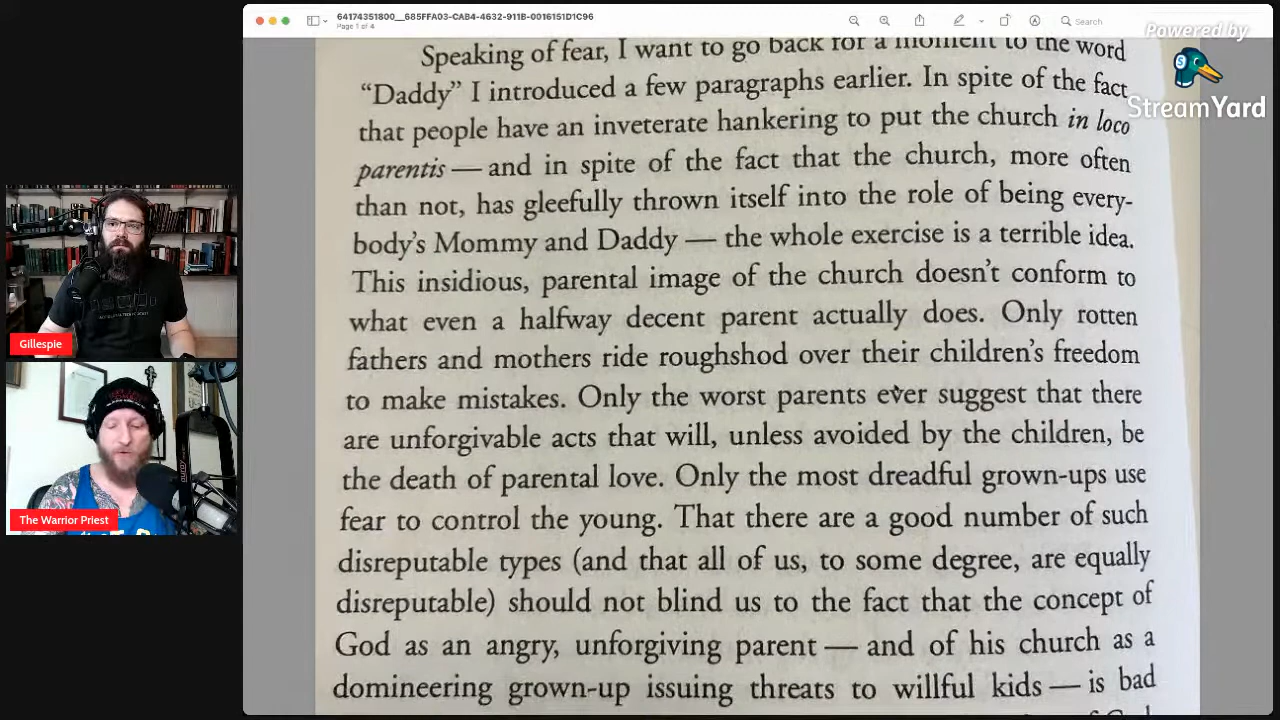 64174351800__685FFA03-CAB4-4632-911B-0016151D1C96
Page 1 of 4
Search
Powered by
StreamYard
Speaking of fear, I want to go back for a moment to the word
“Daddy” I introduced a few paragraphs earlier. In spite of the fact
that people have an inveterate hankering to put the church in loco
parentis — and in spite of the fact that the church, more often
than not, has gleefully thrown itself into the role of being every-
body’s Mommy and Daddy — the whole exercise is a terrible idea.
This insidious, parental image of the church doesn’t conform to
what even a halfway decent parent actually does. Only rotten
fathers and mothers ride roughshod over their children’s freedom
to make mistakes. Only the worst parents ever suggest that there
are unforgivable acts that will, unless avoided by the children, be
the death of parental love. Only the most dreadful grown-ups use
fear to control the young. That there are a good number of such
disreputable types (and that all of us, to some degree, are equally
disreputable) should not blind us to the fact that the concept of
God as an angry, unforgiving parent — and of his church as a
domineering grown-up issuing threats to willful kids — is bad
Gillespie
The Warrior Priest